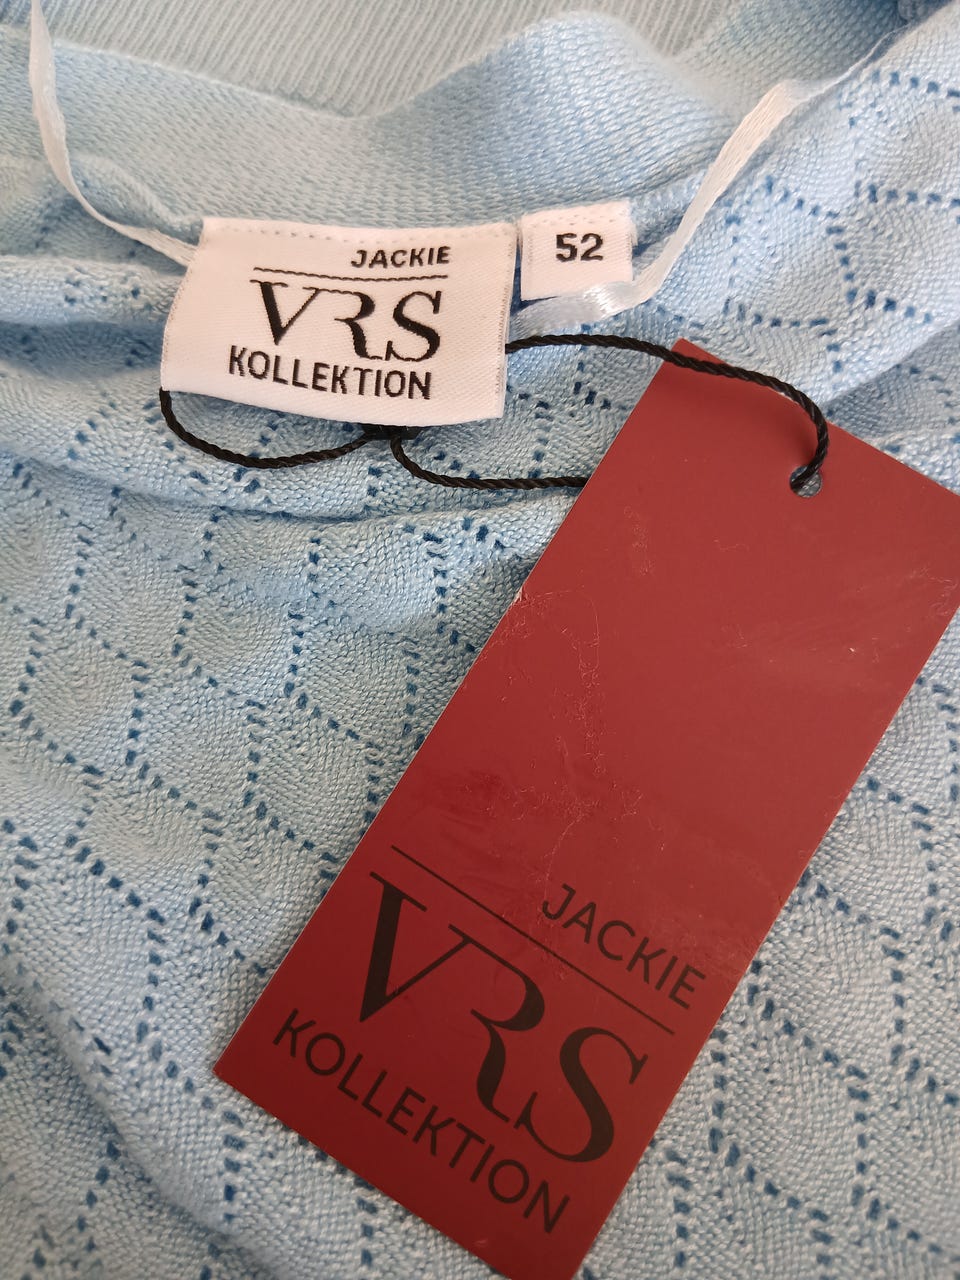 JACKIE
VRS
KOLLEKTION
52
JACKIE
VRS
KOLLEKTION